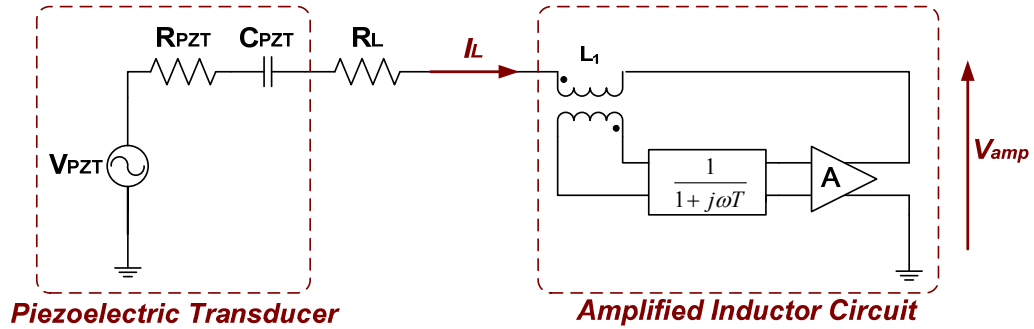 RPZT CPZT RL IL L1
VPZT
1
1 + jωT
A
Vamp
Piezoelectric Transducer
Amplified Inductor Circuit